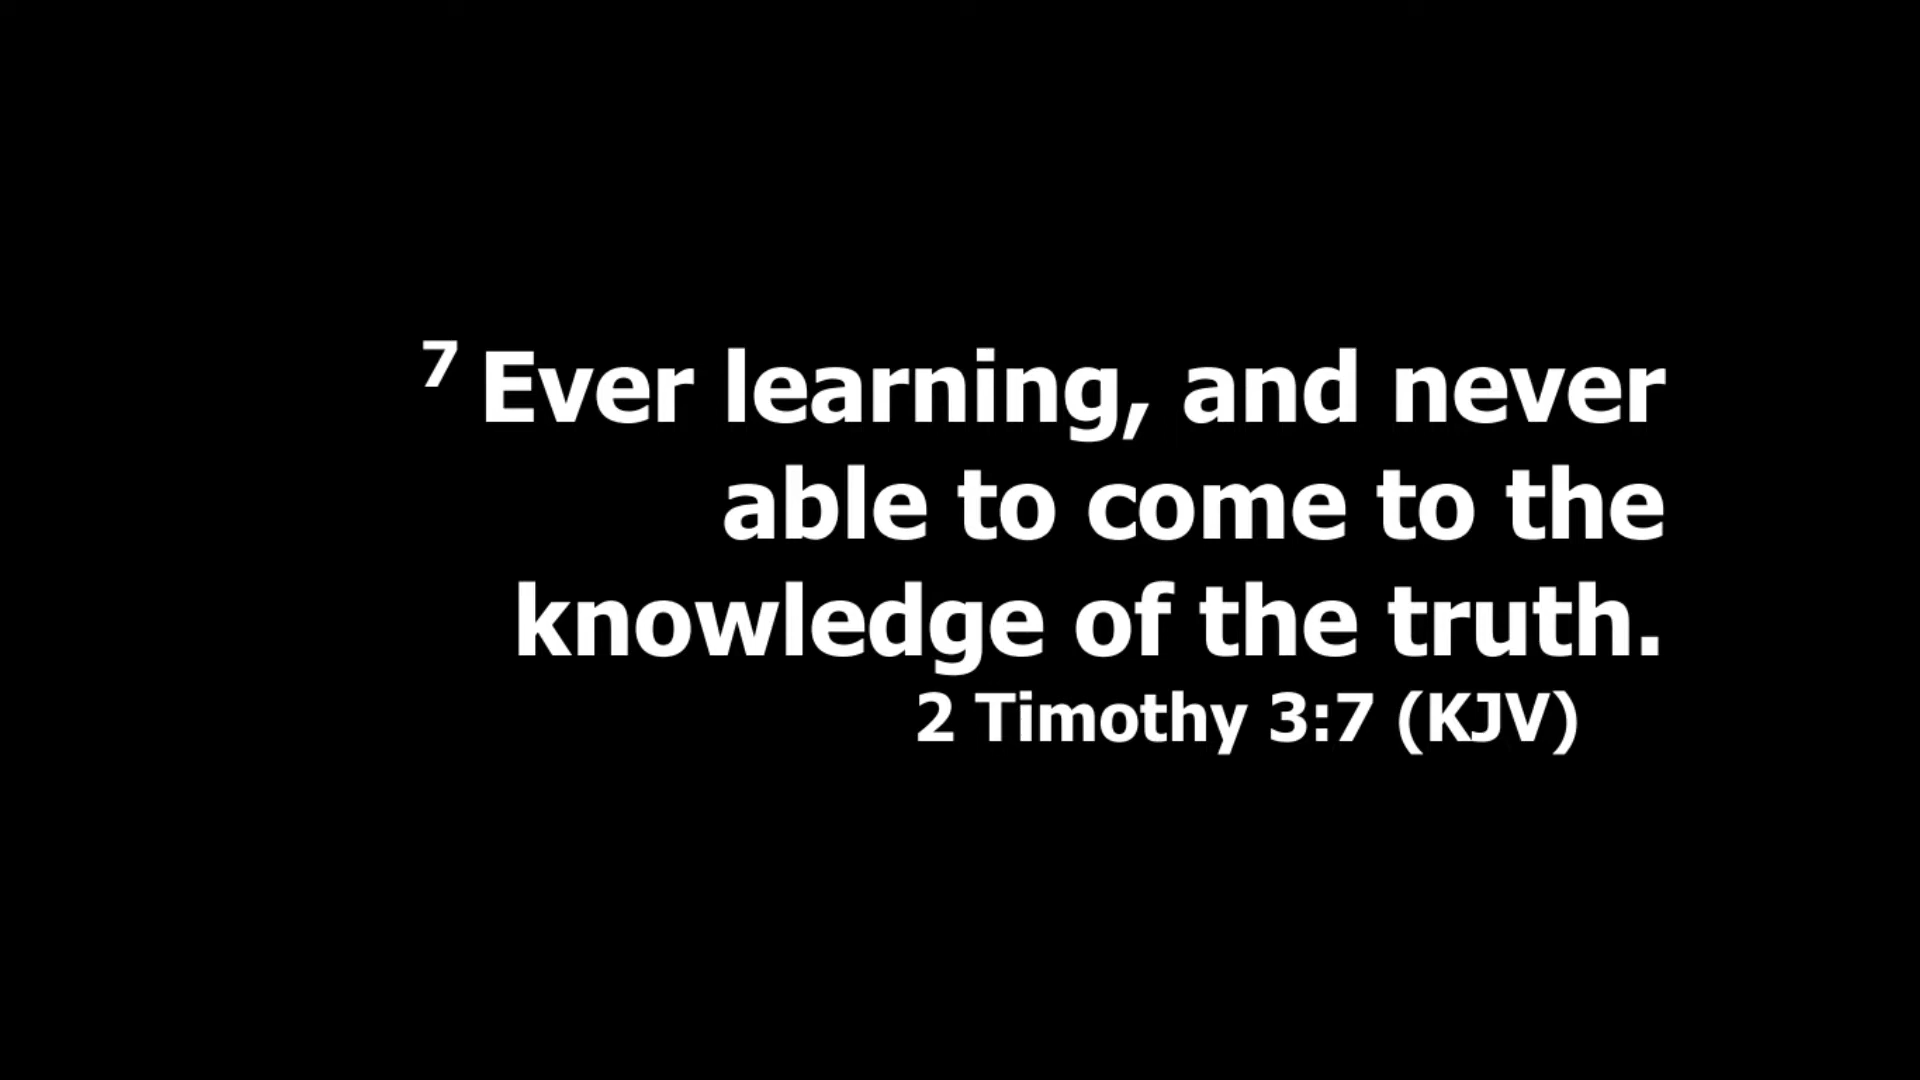 7 Ever learning, and never
able to come to the
knowledge of the truth.
2 Timothy 3:7 (KJV)